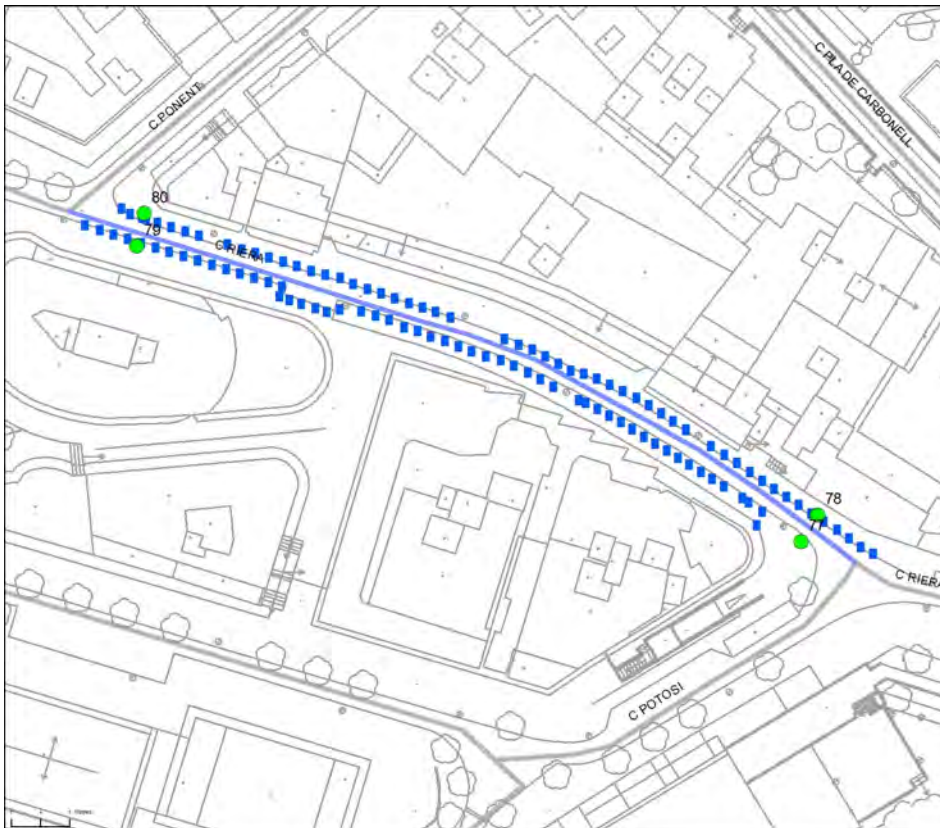 C PLA DE CARBONELL
C PONENT
80
79
C RIERA
78
77
C RIERA
C POTOSI